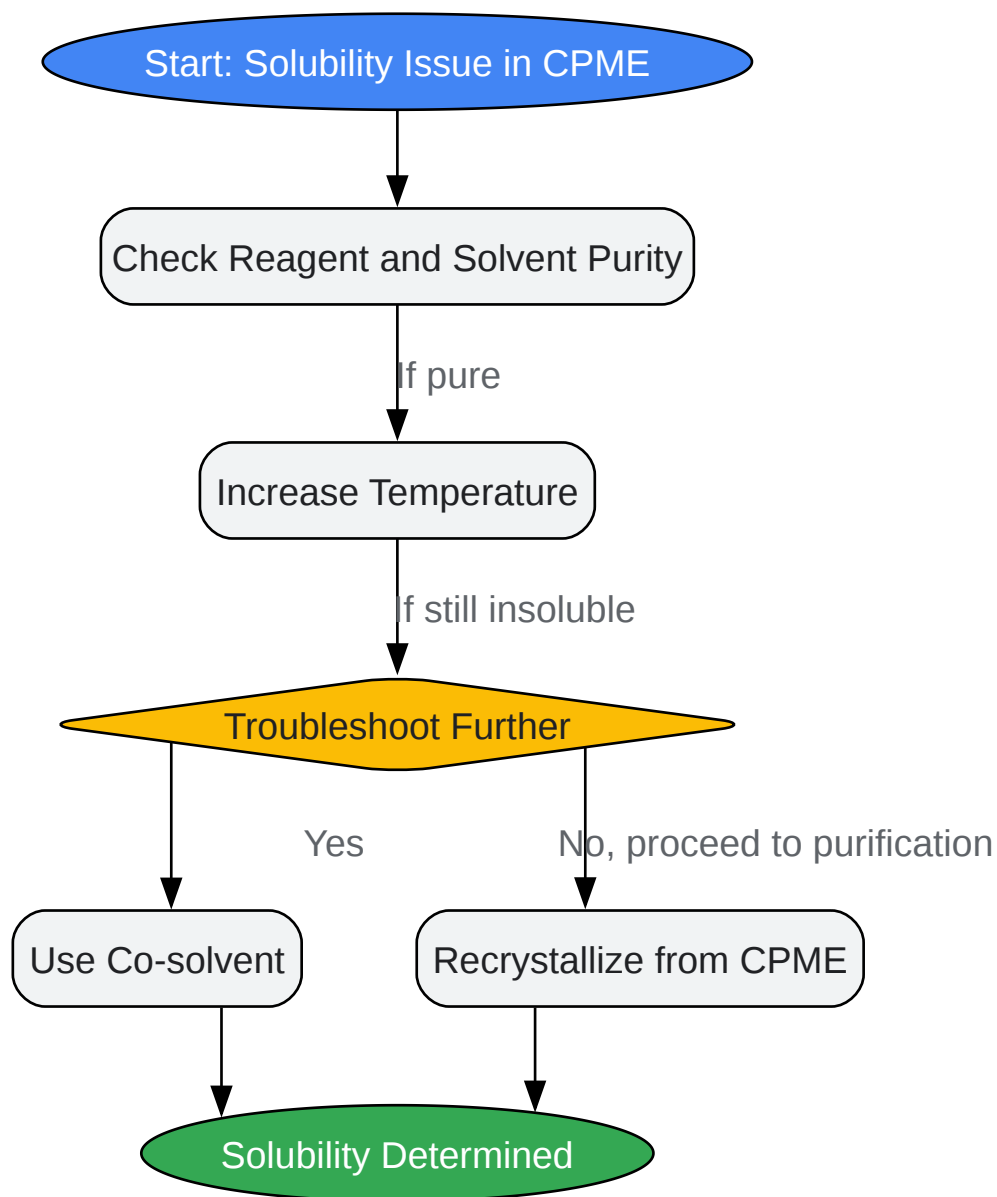 Start: Solubility Issue in CPME
Check Reagent and Solvent Purity
If pure
Increase Temperature
If still insoluble
Troubleshoot Further
Yes
No, proceed to purification
Use Co-solvent
Recrystallize from CPME
Solubility Determined